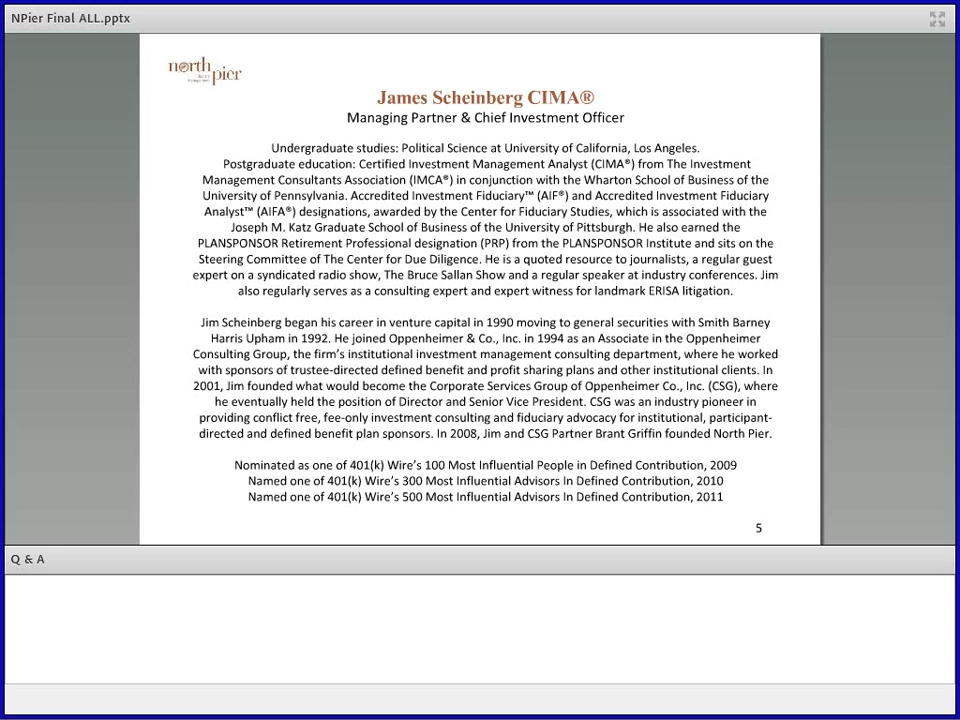 NPier Final ALL.pptx
north
pier
James Scheinberg CIMA®
Managing Partner & Chief Investment Officer
Undergraduate studies: Political Science at University of California, Los Angeles.
Postgraduate education: Certified Investment Management Analyst (CIMA®) from The Investment
Management Consultants Association (IMCA®) in conjunction with the Wharton School of Business of the
University of Pennsylvania. Accredited Investment Fiduciary™ (AIF®) and Accredited Investment Fiduciary
Analyst™ (AIFA®) designations, awarded by the Center for Fiduciary Studies, which is associated with the
Joseph M. Katz Graduate School of Business of the University of Pittsburgh. He also earned the
PLANSPONSOR Retirement Professional designation (PRP) from the PLANSPONSOR Institute and sits on the
Steering Committee of The Center for Due Diligence. He is a quoted resource to journalists, a regular guest
expert on a syndicated radio show, The Bruce Sallan Show and a regular speaker at industry conferences. Jim
also regularly serves as a consulting expert and expert witness for landmark ERISA litigation.
Jim Scheinberg began his career in venture capital in 1990 moving to general securities with Smith Barney
Harris Upham in 1992. He joined Oppenheimer & Co., Inc. in 1994 as an Associate in the Oppenheimer
Consulting Group, the firm's institutional investment management consulting department, where he worked
with sponsors of trustee-directed defined benefit and profit sharing plans and other institutional clients. In
2001, Jim founded what would become the Corporate Services Group of Oppenheimer Co., Inc. (CSG), where
he eventually held the position of Director and Senior Vice President. CSG was an industry pioneer in
providing conflict free, fee-only investment consulting and fiduciary advocacy for institutional, participant-
directed and defined benefit plan sponsors. In 2008, Jim and CSG Partner Brant Griffin founded North Pier.
Nominated as one of 401(k) Wire's 100 Most Influential People in Defined Contribution, 2009
Named one of 401(k) Wire's 300 Most Influential Advisors In Defined Contribution, 2010
Named one of 401(k) Wire's 500 Most Influential Advisors In Defined Contribution, 2011
5
Q & A